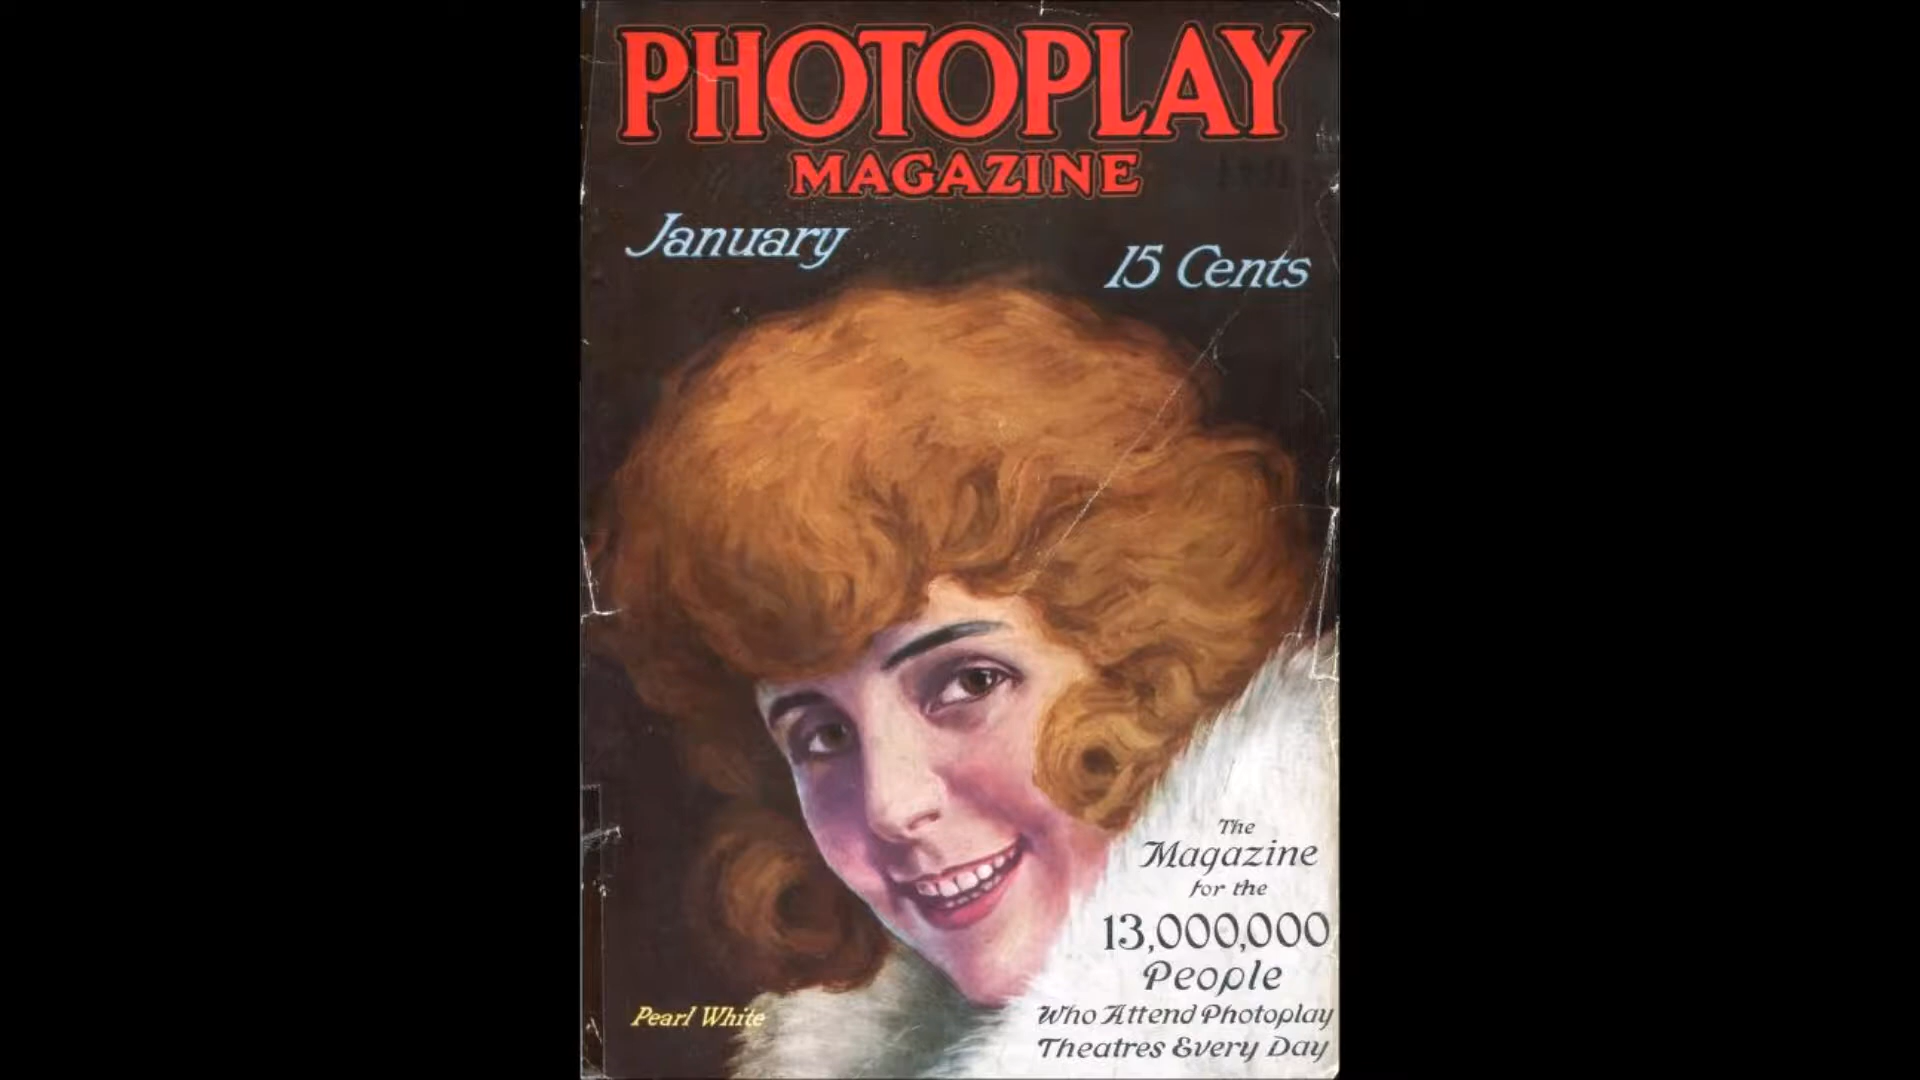 PHOTOPLAY
MAGAZINE
January
15 Cents
The
Magazine
for the
13,000,000
People
Who Attend Photoplay
Theatres Every Day
Pearl White